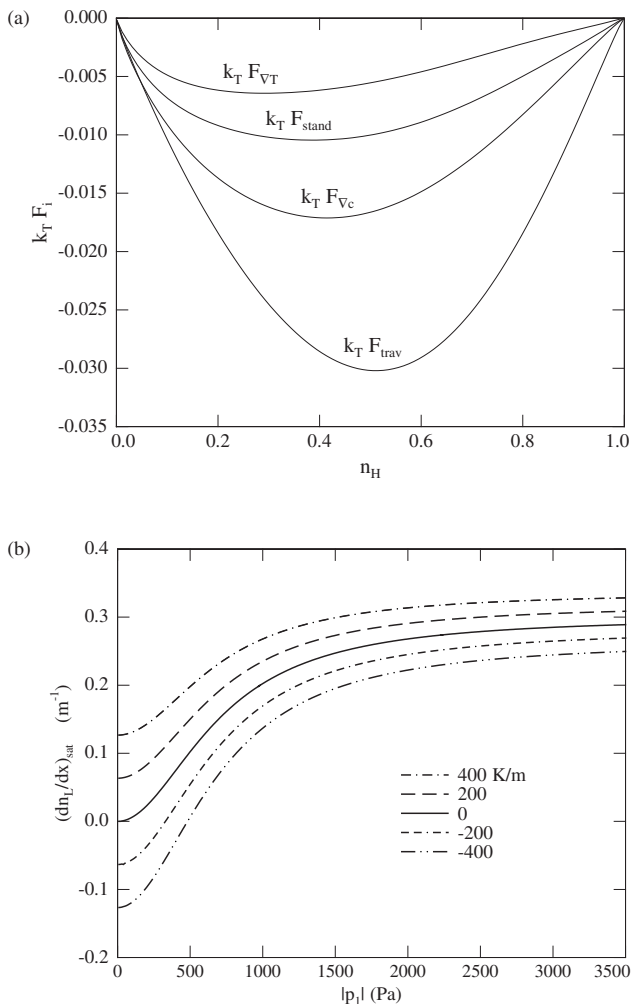 (a)
0.000
-0.005
-0.010
-0.015
-0.020
-0.025
-0.030
-0.035
k_T F_i
k_T F_∇T
k_T F_stand
k_T F_∇c
k_T F_trav
0.0 0.2 0.4 0.6 0.8 1.0
n_H
(b)
0.4
0.3
0.2
0.1
0.0
-0.1
-0.2
(dn_L/dx)_sat (m⁻¹)
400 K/m
200
0
-200
-400
0 500 1000 1500 2000 2500 3000 3500
|p_1| (Pa)